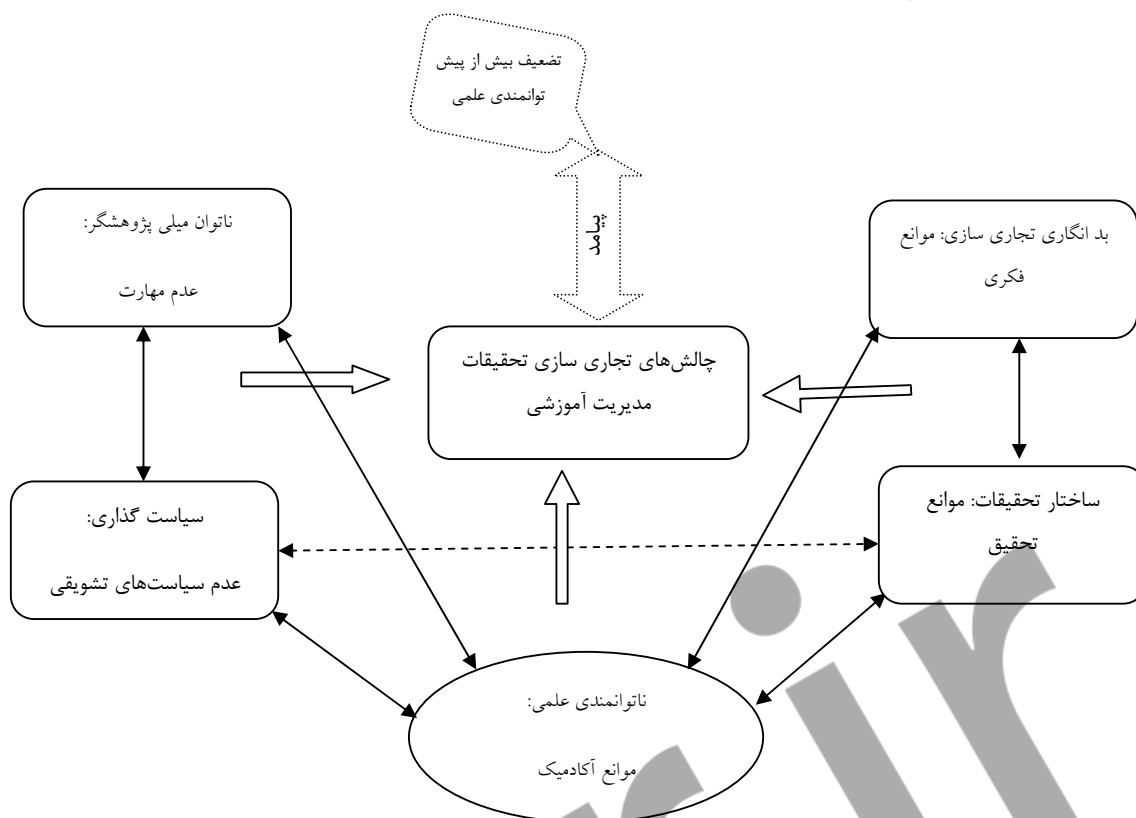 تضعیف بیش از پیش
توانمندی علمی
پیامد
بد انگاری تجاری سازی: موانع
فکری
ناتوان میلی پژوهشگر:
عدم مهارت
چالش‌های تجاری سازی تحقیقات
مدیریت آموزشی
ساختار تحقیقات: موانع
تحقیق
سیاست گذاری:
عدم سیاست‌های تشویقی
ناتوانمندی علمی:
موانع آکادمیک
ir